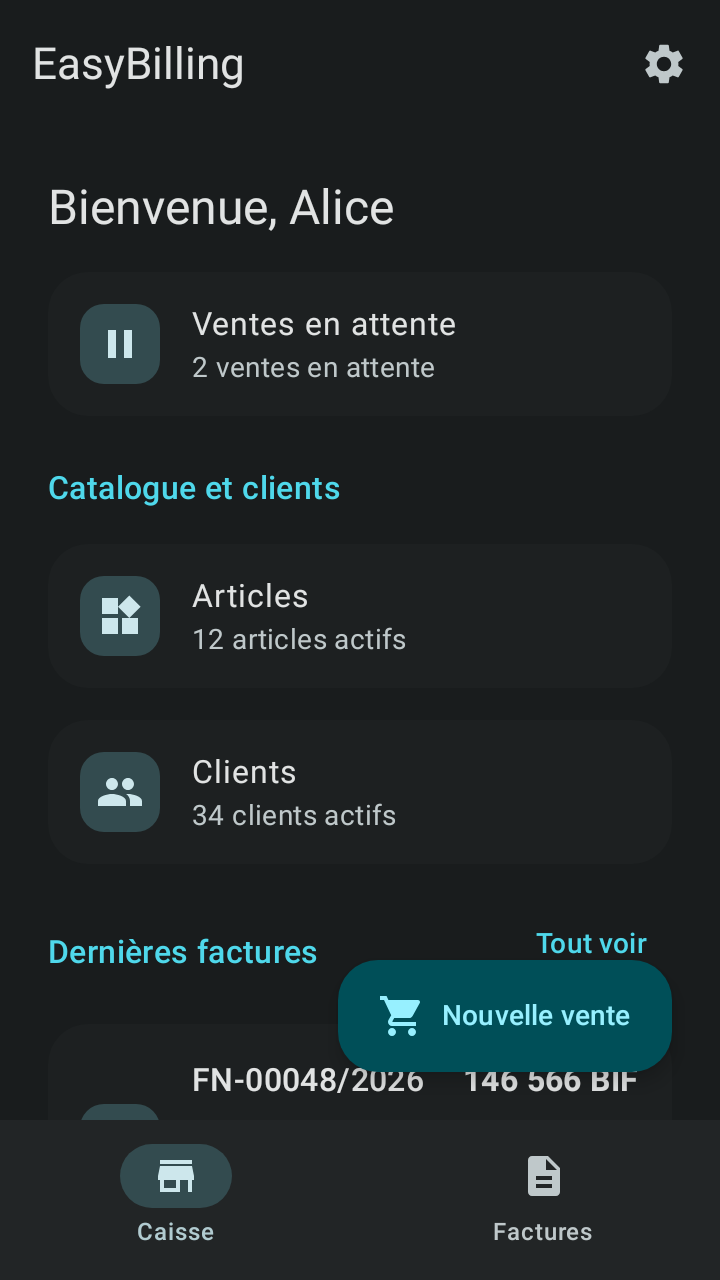 EasyBilling
Bienvenue, Alice
Ventes en attente
2 ventes en attente
Catalogue et clients
Articles
12 articles actifs
Clients
34 clients actifs
Dernières factures
Tout voir
Nouvelle vente
FN-00048/2026 146 566 BIF
Caisse
Factures